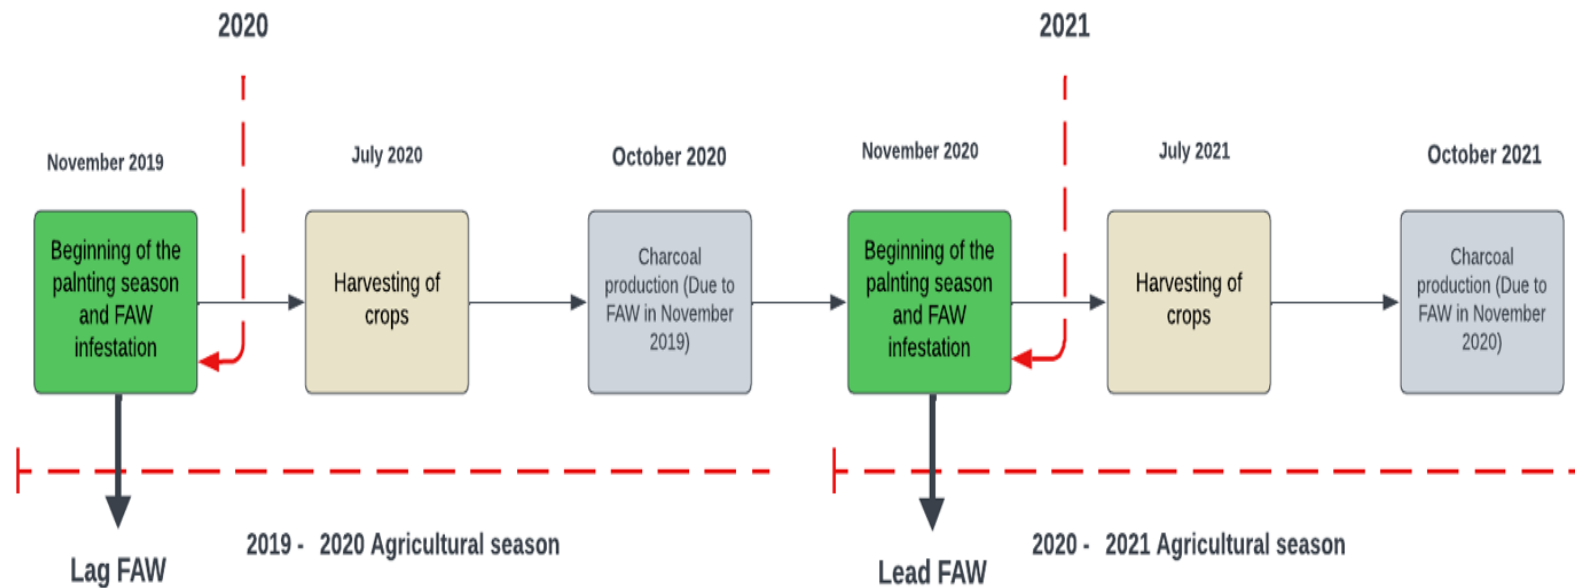 2020
2021
November 2019
July 2020
October 2020
November 2020
July 2021
October 2021
Beginning of the
palnting season
and FAW
infestation
Harvesting of
crops
Charcoal
production (Due to
FAW in November
2019)
Beginning of the
palnting season
and FAW
infestation
Harvesting of
crops
Charcoal
production (Due to
FAW in November
2020)
2019 - 2020 Agricultural season
2020 - 2021 Agricultural season
Lag FAW
Lead FAW